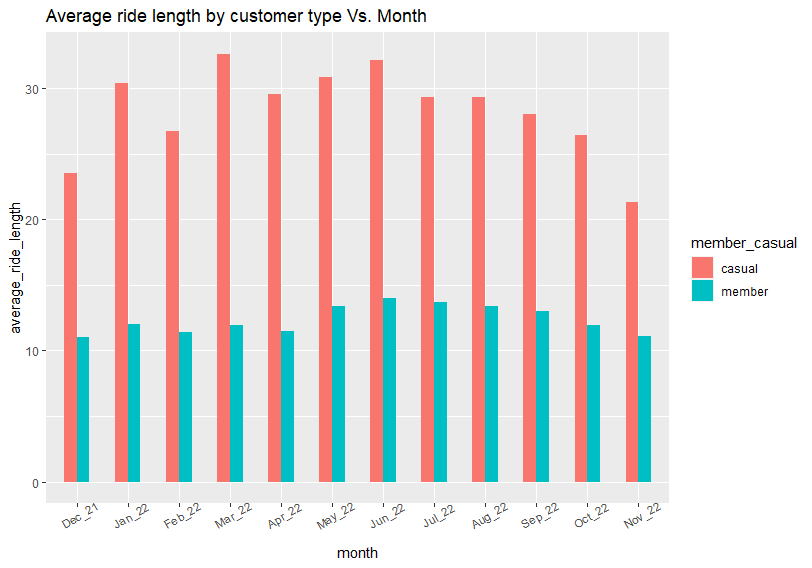 Average ride length by customer type Vs. Month
average_ride_length
30
20
10
0
Dec_21
Jan_22
Feb_22
Mar_22
Apr_22
May_22
Jun_22
Jul_22
Aug_22
Sep_22
Oct_22
Nov_22
month
member_casual
casual
member